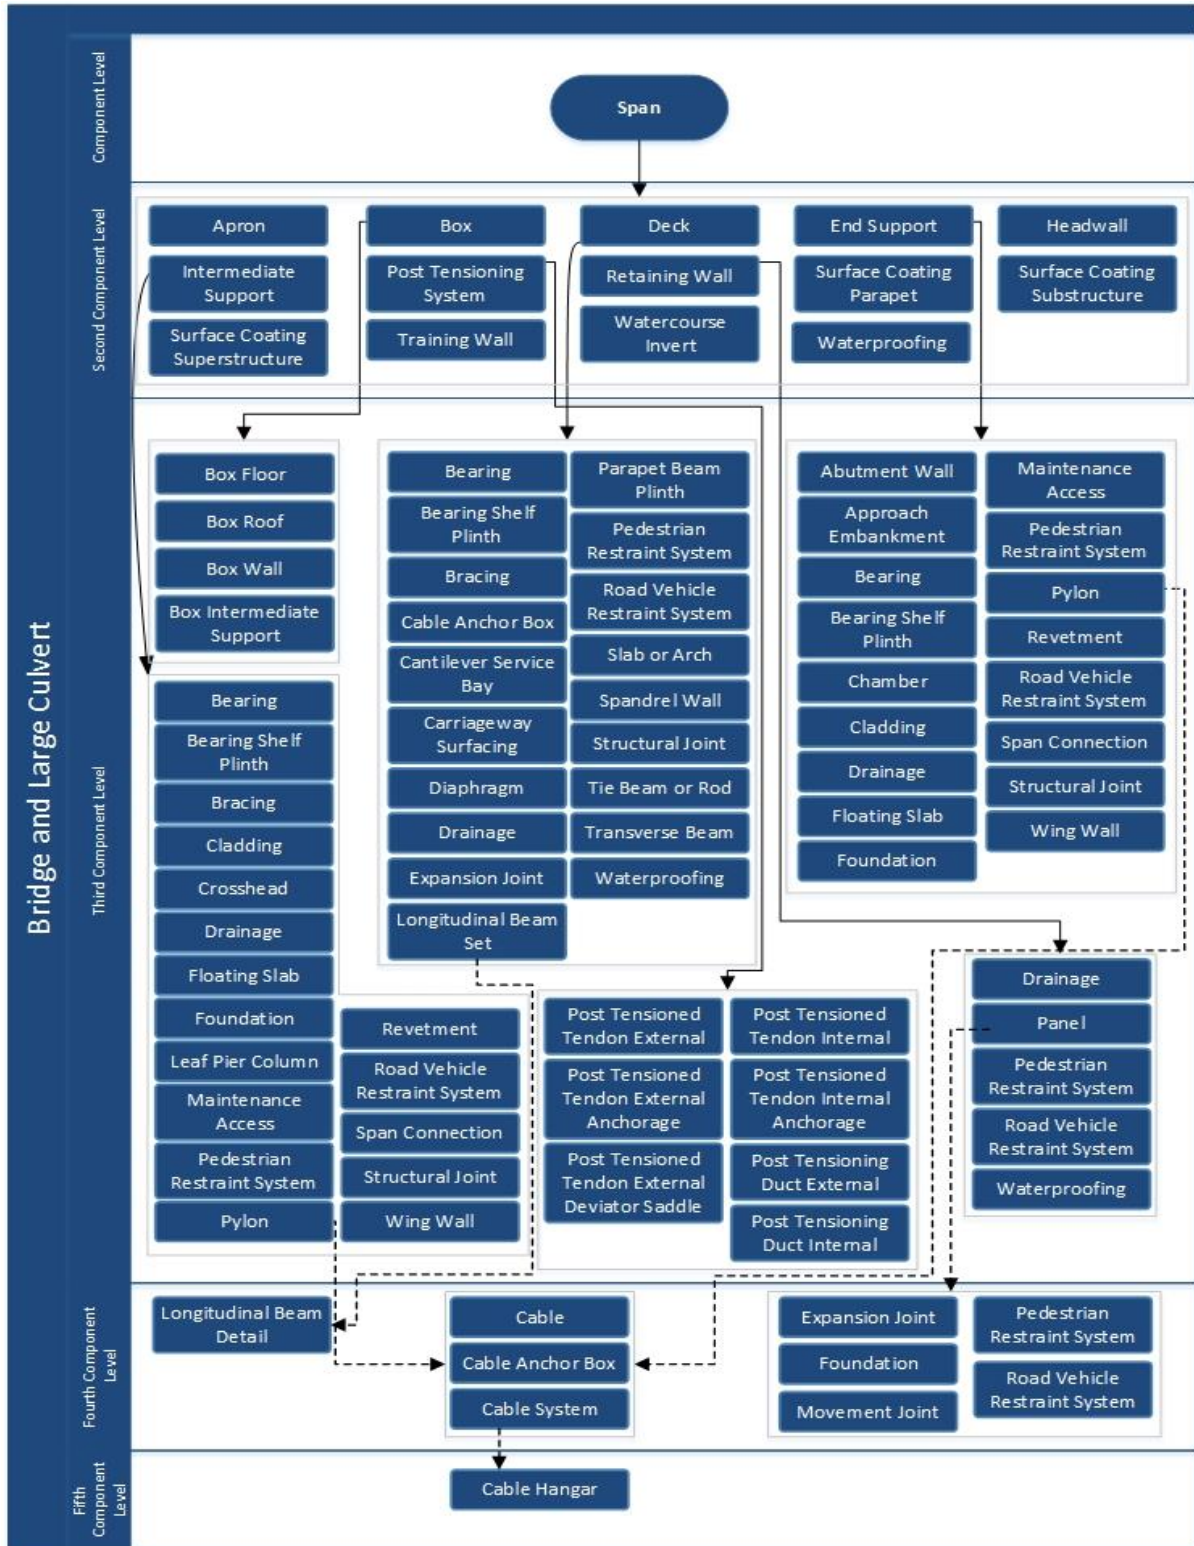 Bridge and Large Culvert
Component Level
Span
Second Component Level
Apron
Box
Deck
End Support
Headwall
Intermediate
Support
Post Tensioning
System
Retaining Wall
Surface Coating
Parapet
Surface Coating
Substructure
Surface Coating
Superstructure
Training Wall
Watercourse
Invert
Waterproofing
Third Component Level
Box Floor
Box Roof
Box Wall
Box Intermediate
Support
Bearing
Bearing Shelf
Plinth
Bracing
Cladding
Crosshead
Drainage
Floating Slab
Foundation
Leaf Pier Column
Maintenance
Access
Pedestrian
Restraint System
Pylon
Revetment
Road Vehicle
Restraint System
Span Connection
Structural Joint
Wing Wall
Bearing
Bearing Shelf
Plinth
Bracing
Cable Anchor Box
Cantilever Service
Bay
Carriageway
Surfacing
Diaphragm
Drainage
Expansion Joint
Longitudinal Beam
Set
Parapet Beam
Plinth
Pedestrian
Restraint System
Road Vehicle
Restraint System
Slab or Arch
Spandrel Wall
Structural Joint
Tie Beam or Rod
Transverse Beam
Waterproofing
Post Tensioned
Tendon External
Post Tensioned
Tendon External
Anchorage
Post Tensioned
Tendon External
Deviator Saddle
Post Tensioned
Tendon Internal
Post Tensioned
Tendon Internal
Anchorage
Post Tensioning
Duct External
Post Tensioning
Duct Internal
Abutment Wall
Approach
Embankment
Bearing
Bearing Shelf
Plinth
Chamber
Cladding
Drainage
Floating Slab
Foundation
Maintenance
Access
Pedestrian
Restraint System
Pylon
Revetment
Road Vehicle
Restraint System
Span Connection
Structural Joint
Wing Wall
Drainage
Panel
Pedestrian
Restraint System
Road Vehicle
Restraint System
Waterproofing
Fourth Component
Level
Longitudinal Beam
Detail
Cable
Cable Anchor Box
Cable System
Expansion Joint
Foundation
Movement Joint
Pedestrian
Restraint System
Road Vehicle
Restraint System
Fifth
Component
Level
Cable Hangar